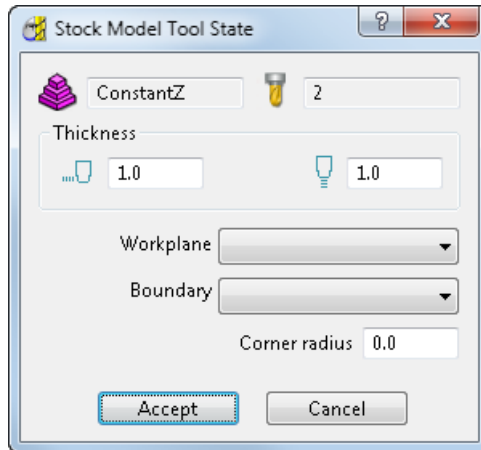 Stock Model Tool State
ConstantZ 2
Thickness
1.0 1.0
Workplane
Boundary
Corner radius 0.0
Accept Cancel